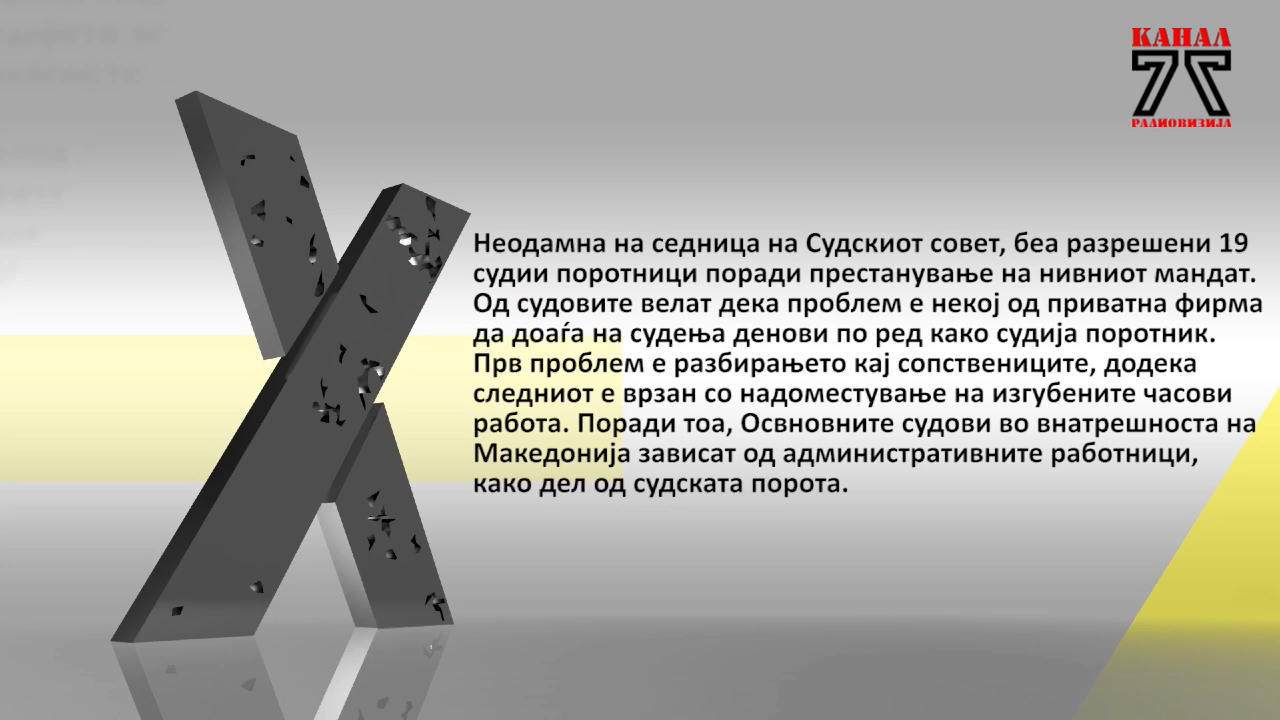 КАНАЛ
77
РАДИОВИЗИЈА
Неодамна на седница на Судскиот совет, беа разрешени 19
судии поротници поради престанување на нивниот мандат.
Од судовите велат дека проблем е некој од приватна фирма
да доаѓа на судења денови по ред како судија поротник.
Прв проблем е разбирањето кај сопствениците, додека
следниот е врзан со надоместување на изгубените часови
работа. Поради тоа, Освновните судови во внатрешноста на
Македонија зависат од административните работници,
како дел од судската порота.